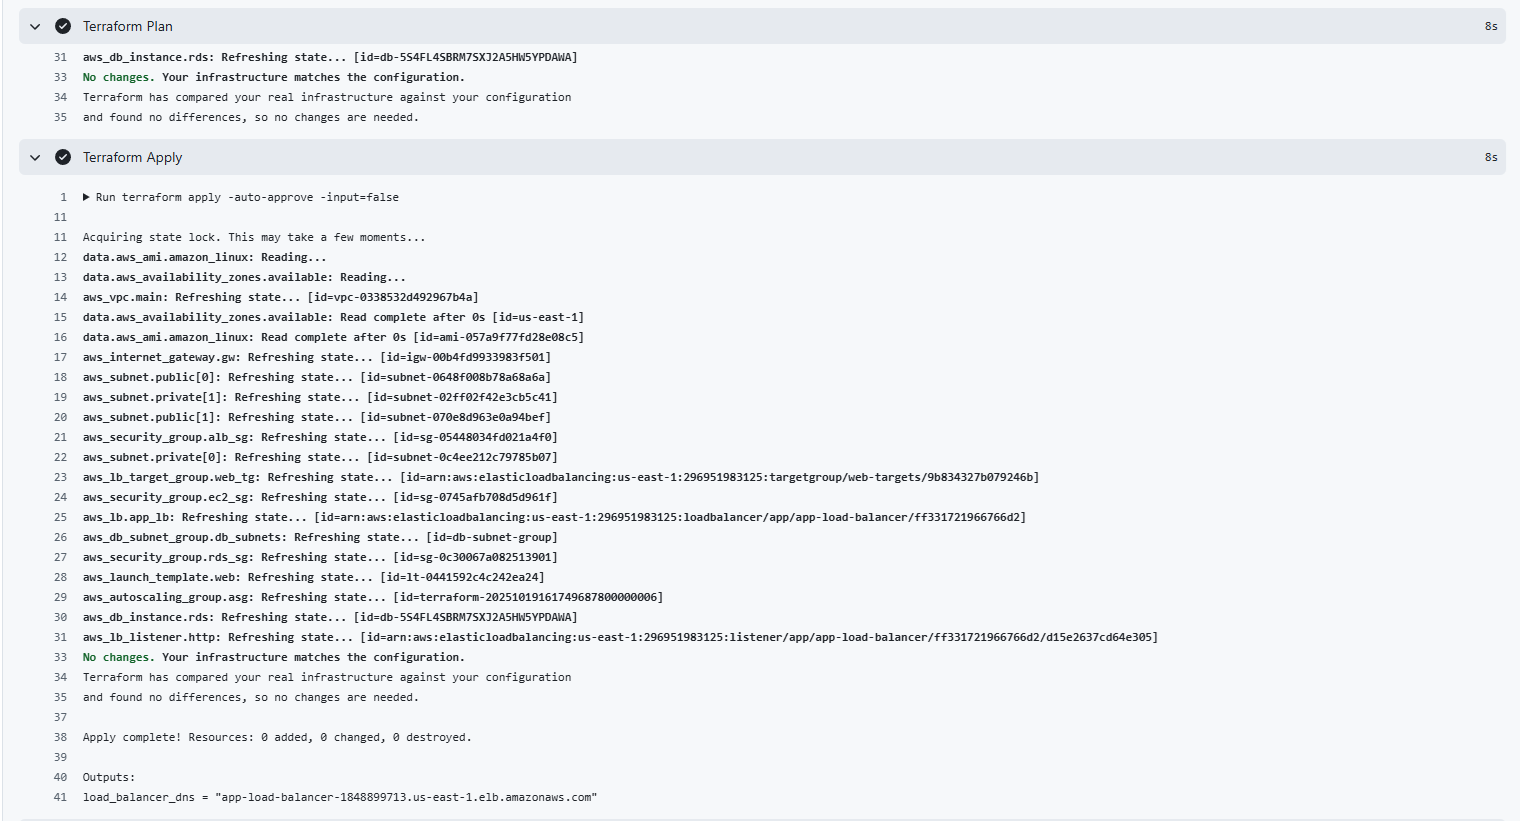 Terraform Plan 8s
31 aws_db_instance.rds: Refreshing state... [id=db-5S4FL4SBRM7SXJ2A5HW5YPDAWA]
33 No changes. Your infrastructure matches the configuration.
34 Terraform has compared your real infrastructure against your configuration
35 and found no differences, so no changes are needed.
Terraform Apply 8s
1 Run terraform apply -auto-approve -input=false
11
11 Acquiring state lock. This may take a few moments...
12 data.aws_ami.amazon_linux: Reading...
13 data.aws_availability_zones.available: Reading...
14 aws_vpc.main: Refreshing state... [id=vpc-0338532d492967b4a]
15 data.aws_availability_zones.available: Read complete after 0s [id=us-east-1]
16 data.aws_ami.amazon_linux: Read complete after 0s [id=ami-057a9f77fd28e08c5]
17 aws_internet_gateway.gw: Refreshing state... [id=igw-00b4fd9933983f501]
18 aws_subnet.public[0]: Refreshing state... [id=subnet-0648f008b78a68a6a]
19 aws_subnet.private[1]: Refreshing state... [id=subnet-02ff02f42e3cb5c41]
20 aws_subnet.public[1]: Refreshing state... [id=subnet-070e8d963e0a94bef]
21 aws_security_group.alb_sg: Refreshing state... [id=sg-05448034fd021a4f0]
22 aws_subnet.private[0]: Refreshing state... [id=subnet-0c4ee212c79785b07]
23 aws_lb_target_group.web_tg: Refreshing state... [id=arn:aws:elasticloadbalancing:us-east-1:296951983125:targetgroup/web-targets/9b834327b079246b]
24 aws_security_group.ec2_sg: Refreshing state... [id=sg-0745afb708d5d961f]
25 aws_lb.app_lb: Refreshing state... [id=arn:aws:elasticloadbalancing:us-east-1:296951983125:loadbalancer/app/app-load-balancer/ff331721966766d2]
26 aws_db_subnet_group.db_subnets: Refreshing state... [id=db-subnet-group]
27 aws_security_group.rds_sg: Refreshing state... [id=sg-0c30067a082513901]
28 aws_launch_template.web: Refreshing state... [id=lt-0441592c4c242ea24]
29 aws_autoscaling_group.asg: Refreshing state... [id=terraform-20251019161749687800000006]
30 aws_db_instance.rds: Refreshing state... [id=db-5S4FL4SBRM7SXJ2A5HW5YPDAWA]
31 aws_lb_listener.http: Refreshing state... [id=arn:aws:elasticloadbalancing:us-east-1:296951983125:listener/app/app-load-balancer/ff331721966766d2/d15e2637cd64e305]
33 No changes. Your infrastructure matches the configuration.
34 Terraform has compared your real infrastructure against your configuration
35 and found no differences, so no changes are needed.
37
38 Apply complete! Resources: 0 added, 0 changed, 0 destroyed.
39
40 Outputs:
41 load_balancer_dns = "app-load-balancer-1848899713.us-east-1.elb.amazonaws.com"